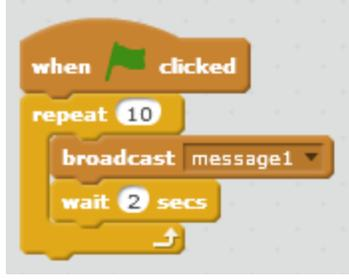 when clicked
repeat 10
broadcast message1
wait 2 secs